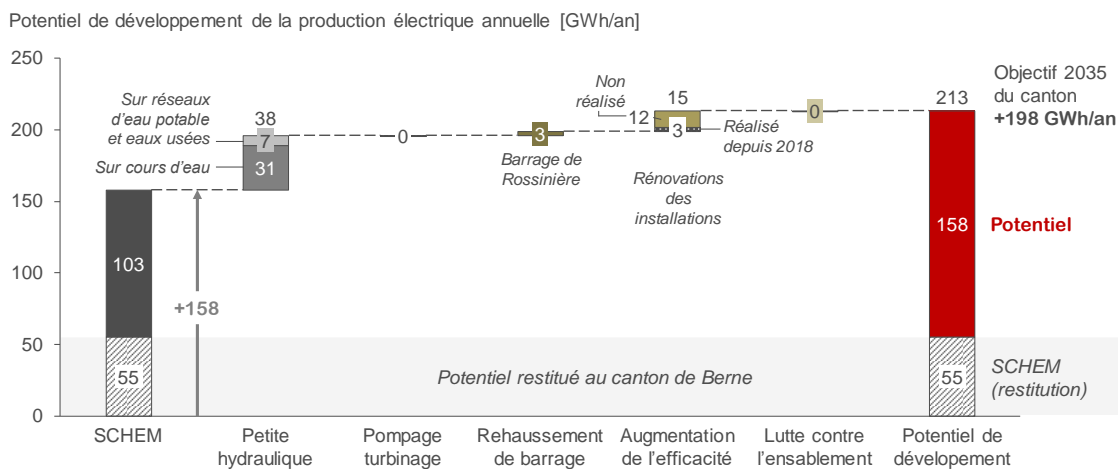 Potentiel de développement de la production électrique annuelle [GWh/an]
250
200
150
100
50
0
Sur réseaux
d'eau potable
et eaux usées
Sur cours d'eau
38
7
31
103
55
+158
0
3
Barrage de
Rossinière
Non
réalisé
12
15
3
Réalisé
depuis 2018
Rénovations
des
installations
0
213
158
55
Objectif 2035
du canton
+198 GWh/an
Potentiel
Potentiel restitué au canton de Berne
SCHEM
(restitution)
SCHEM
Petite
hydraulique
Pompage
turbinage
Rehaussement
de barrage
Augmentation
de l'efficacité
Lutte contre
l'ensablement
Potentiel de
dévelopement